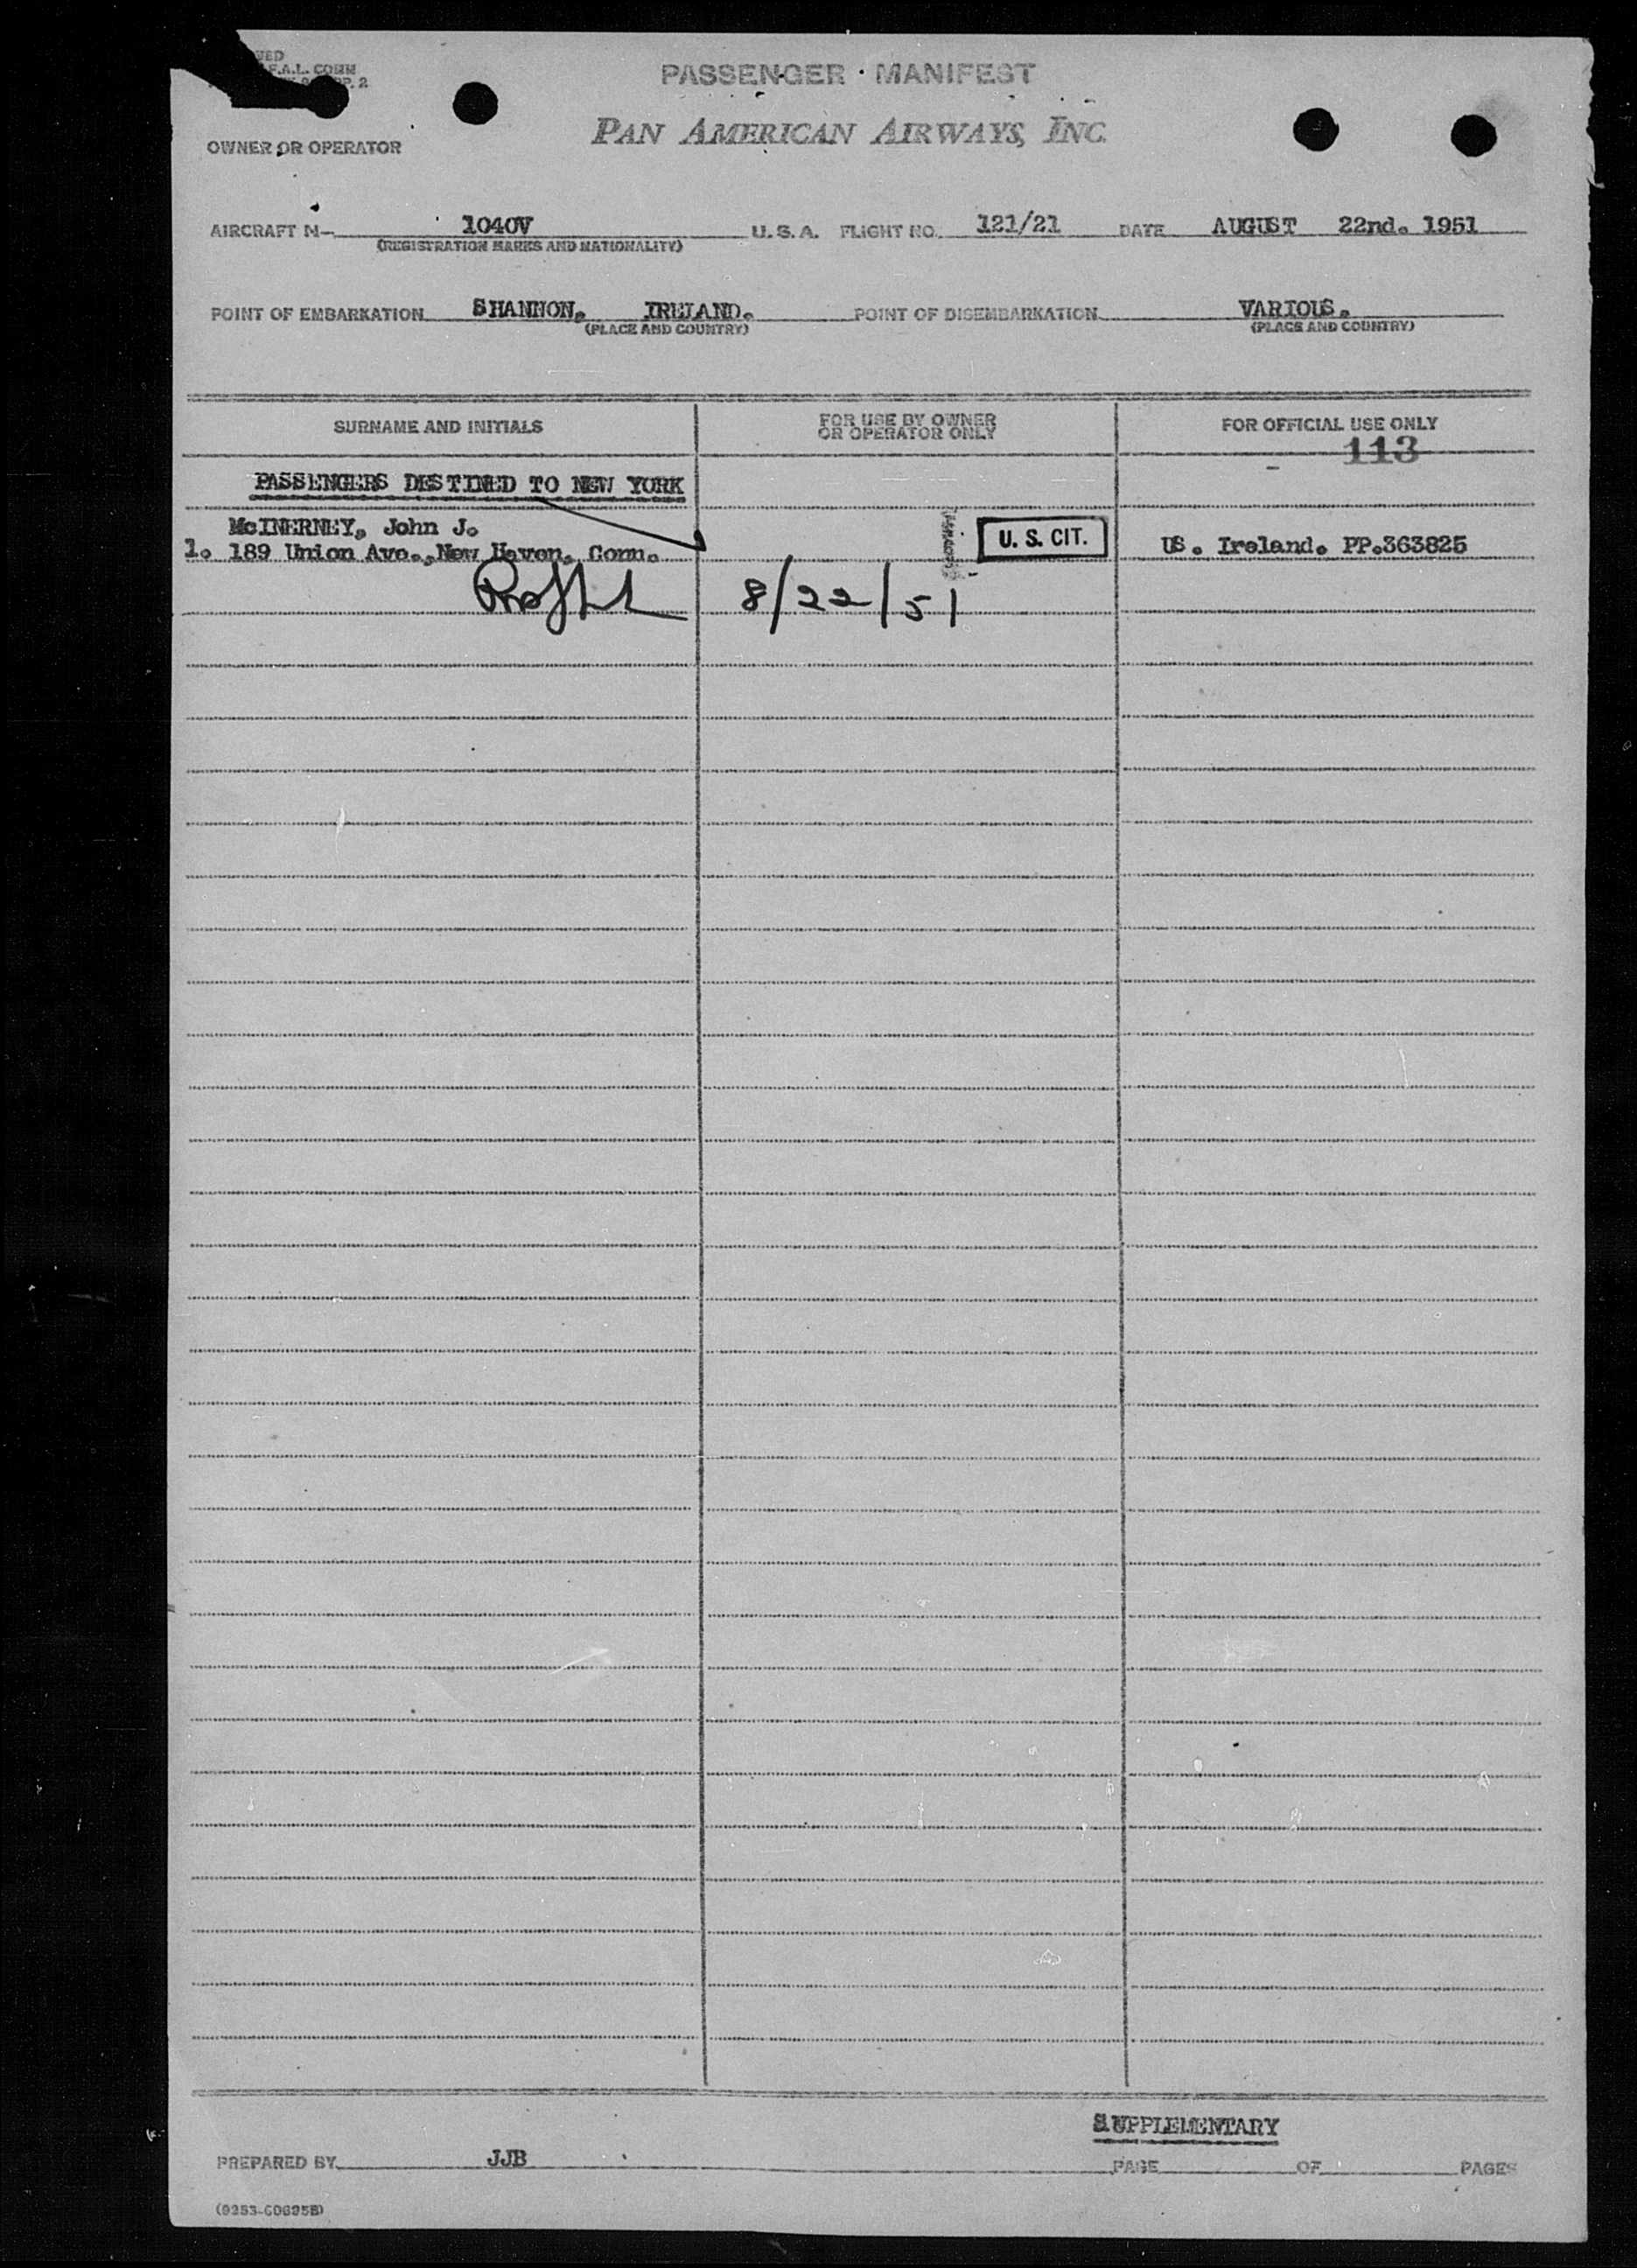 F.A.L. COMM
PASSENGER MANIFEST
PAN AMERICAN AIRWAYS, INC.
OWNER OR OPERATOR
AIRCRAFT N- 1040V U.S.A. FLIGHT NO. 121/21 DATE AUGUST 22nd. 1951
(REGISTRATION MARKS AND NATIONALITY)
POINT OF EMBARKATION SHANNON, IRELAND. POINT OF DISEMBARKATION VARIOUS.
(PLACE AND COUNTRY) (PLACE AND COUNTRY)
SURNAME AND INITIALS FOR USE BY OWNER OR OPERATOR ONLY FOR OFFICIAL USE ONLY
113
PASSENGERS DESTINED TO NEW YORK
McINERNEY, John J.
1. 189 Union Ave., New Haven, Conn. U. S. CIT. US. Ireland. PP.363825
8/22/51
SUPPLEMENTARY
PREPARED BY JJB PAGE OF PAGES